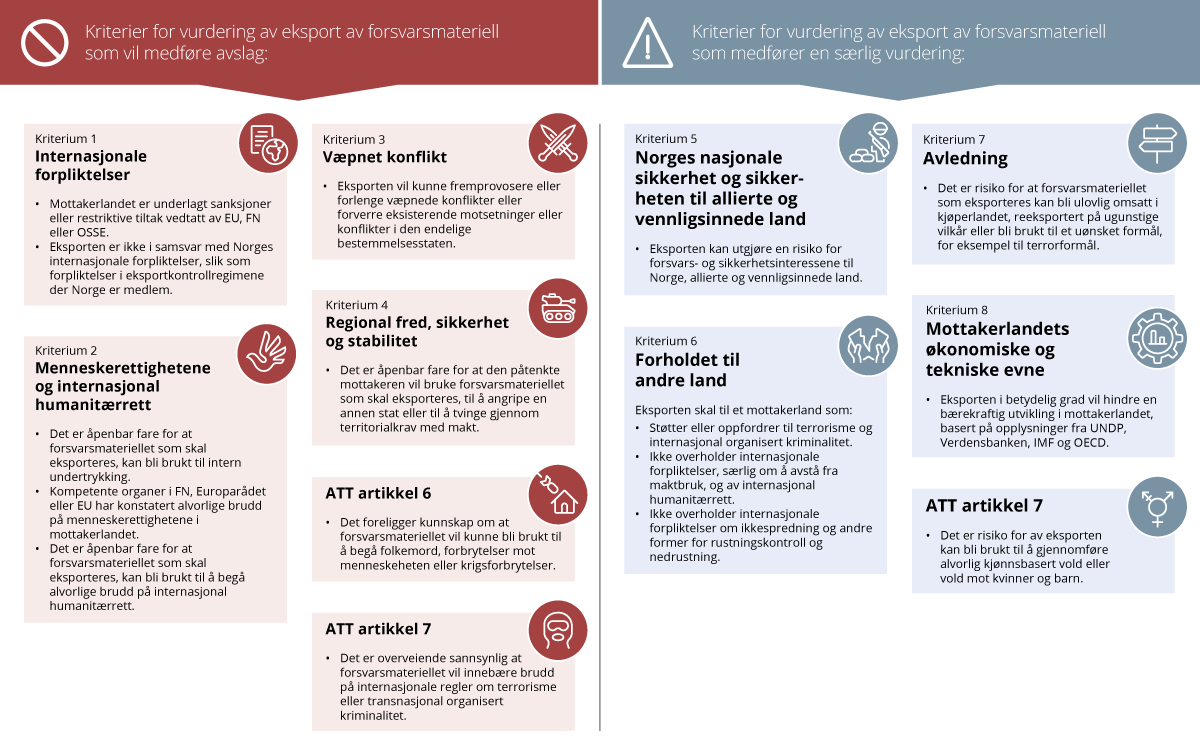 Kriterier for vurdering av eksport av forsvarsmateriell
som vil medføre avslag:
Kriterium 1
Internasjonale
forpliktelser
• Mottakerlandet er underlagt sanksjoner
eller restriktive tiltak vedtatt av EU, FN
eller OSSE.
• Eksporten er ikke i samsvar med Norges
internasjonale forpliktelser, slik som
forpliktelser i eksportkontrollregimene
der Norge er medlem.
Kriterium 2
Menneskerettighetene
og internasjonal
humanitærrett
• Det er åpenbar fare for at
forsvarsmateriellet som skal
eksporteres, kan bli brukt til intern
undertrykking.
• Kompetente organer i FN, Europarådet
eller EU har konstatert alvorlige brudd
på menneskerettighetene i
mottakerlandet.
• Det er åpenbar fare for at
forsvarsmateriellet som skal
eksporteres, kan bli brukt til å begå
alvorlige brudd på internasjonal
humanitærrett.
Kriterium 3
Væpnet konflikt
• Eksporten vil kunne fremprovosere eller
forlenge væpnede konflikter eller
forverre eksisterende motsetninger eller
konflikter i den endelige
bestemmelsesstaten.
Kriterium 4
Regional fred, sikkerhet
og stabilitet
• Det er åpenbar fare for at den påtenkte
mottakeren vil bruke forsvarsmateriellet
som skal eksporteres, til å angripe en
annen stat eller til å tvinge gjennom
territorialkrav med makt.
ATT artikkel 6
• Det foreligger kunnskap om at
forsvarsmateriellet vil kunne bli brukt til
å begå folkemord, forbrytelser mot
menneskeheten eller krigsforbrytelser.
ATT artikkel 7
• Det er overveiende sannsynlig at
forsvarsmateriellet vil innebære brudd
på internasjonale regler om terrorisme
eller transnasjonal organisert
kriminalitet.
Kriterier for vurdering av eksport av forsvarsmateriell
som medfører en særlig vurdering:
Kriterium 5
Norges nasjonale
sikkerhet og sikker-
heten til allierte og
vennligsinnede land
• Eksporten kan utgjøre en risiko for
forsvars- og sikkerhetsinteressene til
Norge, allierte og vennligsinnede land.
Kriterium 6
Forholdet til
andre land
Eksporten skal til et mottakerland som:
• Støtter eller oppfordrer til terrorisme og
internasjonal organisert kriminalitet.
• Ikke overholder internasjonale
forpliktelser, særlig om å avstå fra
maktbruk, og av internasjonal
humanitærrett.
• Ikke overholder internasjonale
forpliktelser om ikkespredning og andre
former for rustningskontroll og
nedrustning.
Kriterium 7
Avledning
• Det er risiko for at forsvarsmateriellet
som eksporteres kan bli ulovlig omsatt i
kjøperlandet, reeksportert på ugunstige
vilkår eller bli brukt til et uønsket formål,
for eksempel til terrorformål.
Kriterium 8
Mottakerlandets
økonomiske og
tekniske evne
• Eksporten i betydelig grad vil hindre en
bærekraftig utvikling i mottakerlandet,
basert på opplysninger fra UNDP,
Verdensbanken, IMF og OECD.
ATT artikkel 7
• Det er risiko for av eksporten
kan bli brukt til å gjennomføre
alvorlig kjønnsbasert vold eller
vold mot kvinner og barn.